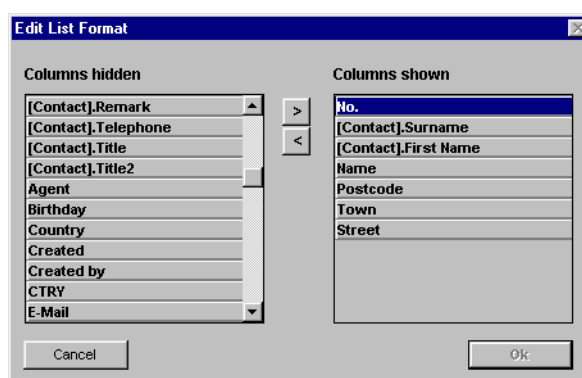 Edit List Format
Columns hidden
[Contact].Remark
[Contact].Telephone
[Contact].Title
[Contact].Title2
Agent
Birthday
Country
Created
Created by
CTRY
E-Mail
>
<
Columns shown
No.
[Contact].Surname
[Contact].First Name
Name
Postcode
Town
Street
Cancel
Ok